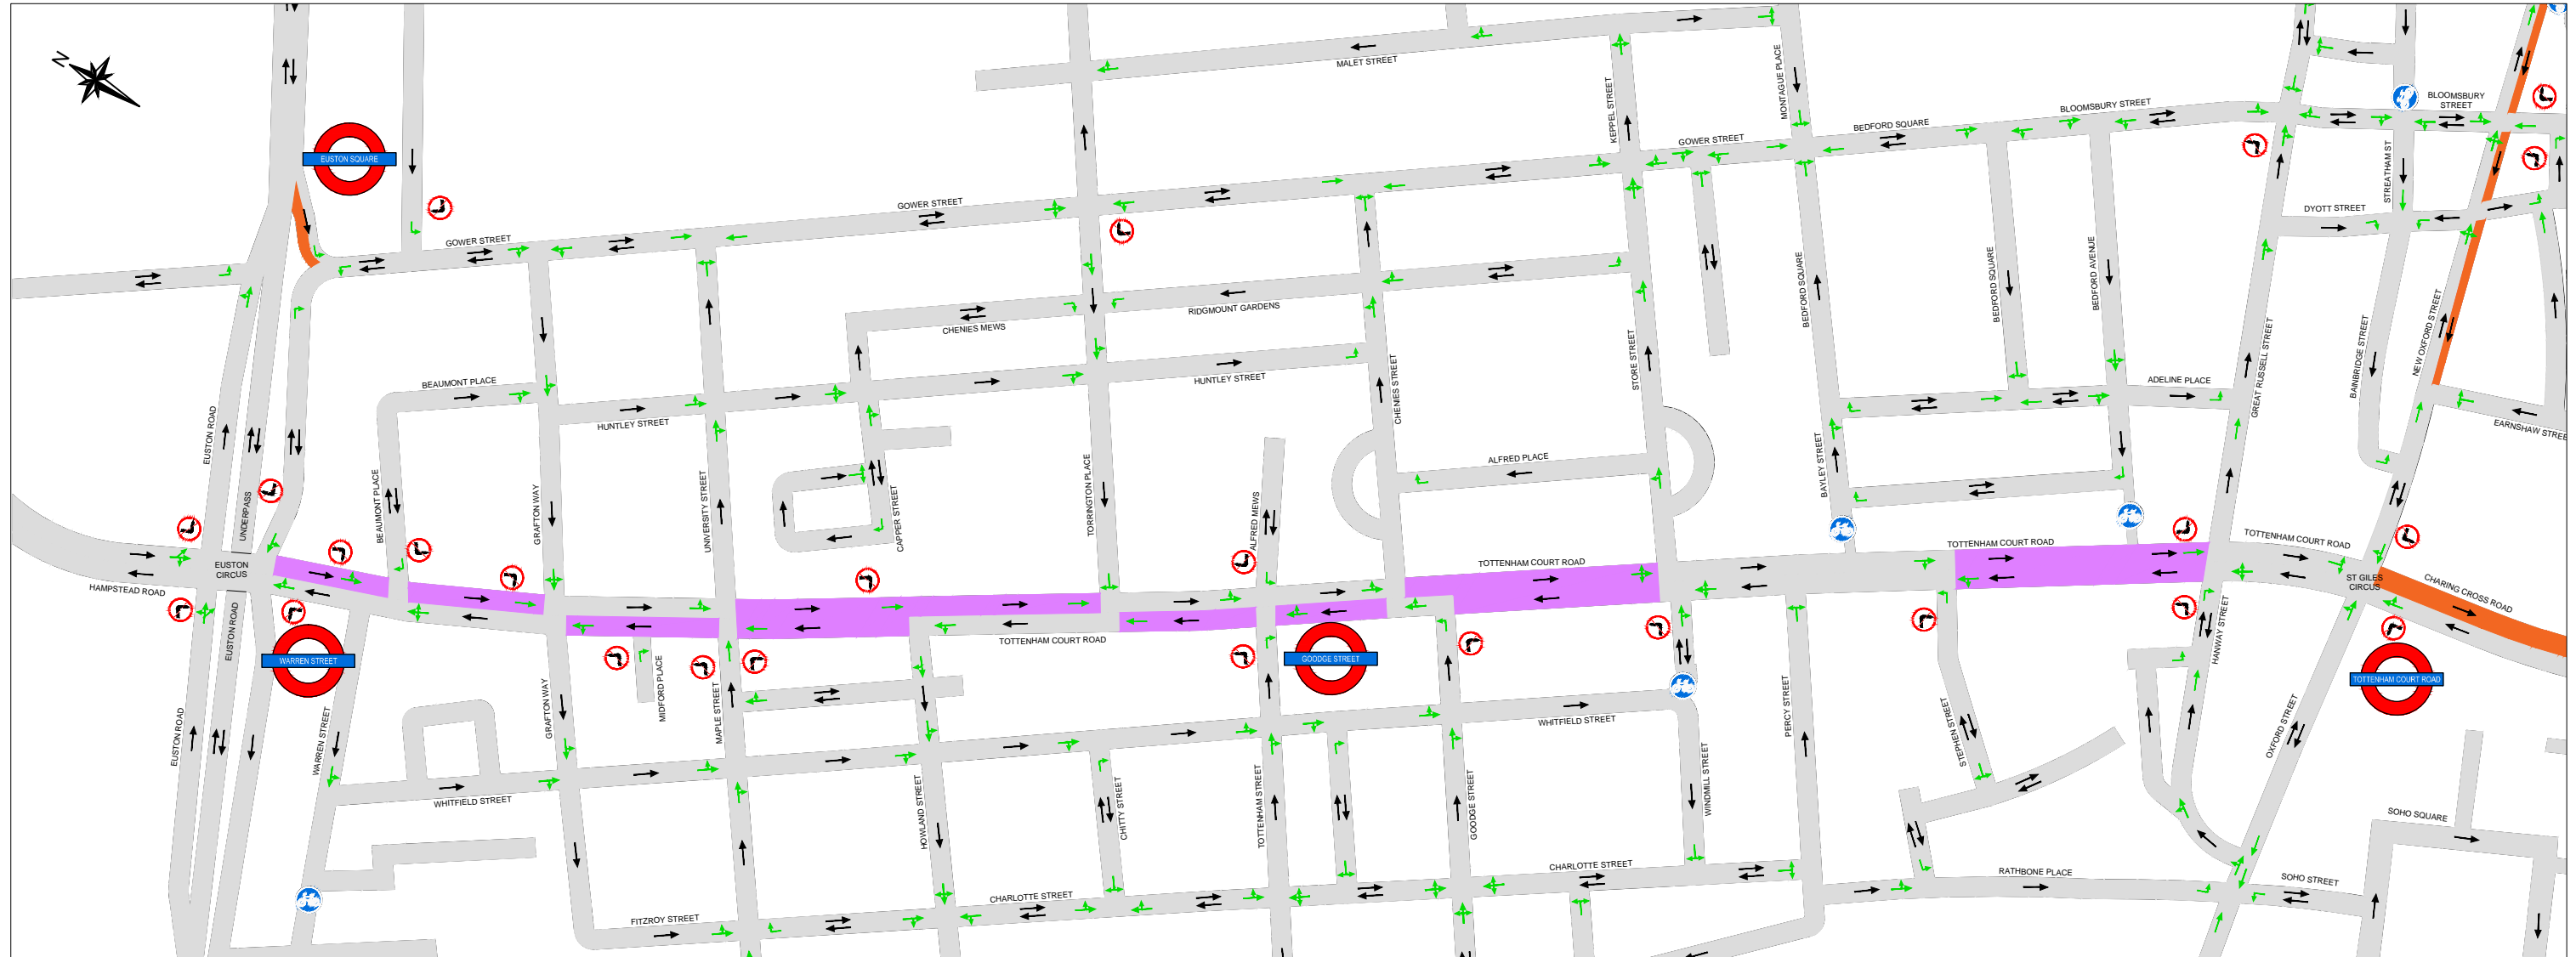 N
MALET STREET
MONTAGUE PLACE
KEPPEL STREET
BLOOMSBURY STREET
BLOOMSBURY
STREET
BEDFORD SQUARE
GOWER STREET
EUSTON SQUARE
STREATHAM ST
GOWER STREET
DYOTT STREET
GOWER STREET
BEDFORD SQUARE
BEDFORD SQUARE
BEDFORD AVENUE
RIDGMOUNT GARDENS
CHENIES MEWS
GREAT RUSSELL STREET
NEW OXFORD STREET
BAINBRIDGE STREET
STORE STREET
CHENIES STREET
HUNTLEY STREET
BEAUMONT PLACE
ADELINE PLACE
HUNTLEY STREET
EARNSHAW STREE
EUSTON ROAD
UNDERPASS
BEAUMONT PLACE
GRAFTON WAY
UNIVERSITY STREET
CAPPER STREET
TORRINGTON PLACE
ALFRED MEWS
ALFRED PLACE
BAYLEY STREET
TOTTENHAM COURT ROAD
TOTTENHAM COURT ROAD
TOTTENHAM COURT ROAD
EUSTON
CIRCUS
HAMPSTEAD ROAD
ST GILES
CIRCUS
CHARING CROSS ROAD
TOTTENHAM COURT ROAD
EUSTON ROAD
WARREN STREET
GOODGE STREET
TOTTENHAM COURT ROAD
HANWAY STREET
MIDFORD PLACE
EUSTON ROAD
WARREN STREET
GRAFTON WAY
MAPLE STREET
WHITFIELD STREET
PERCY STREET
STEPHEN STREET
OXFORD STREET
WHITFIELD STREET
HOWLAND STREET
CHITTY STREET
TOTTENHAM STREET
GOODGE STREET
WINDMILL STREET
SOHO SQUARE
CHARLOTTE STREET
RATHBONE PLACE
SOHO STREET
CHARLOTTE STREET
FITZROY STREET